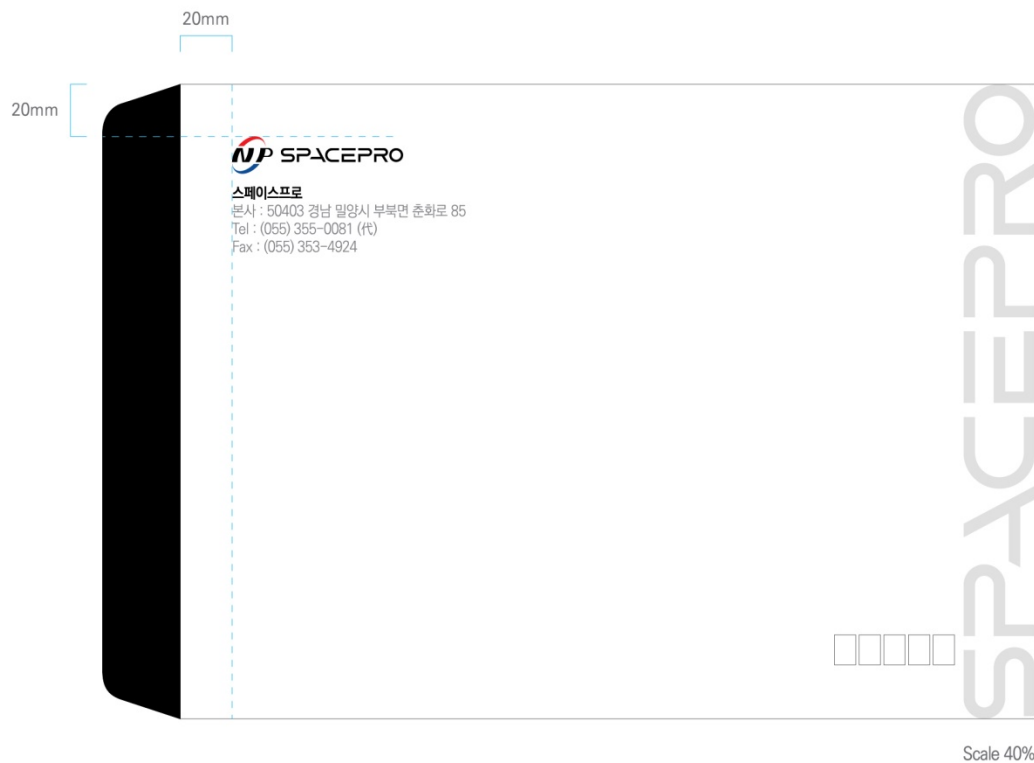 20mm
20mm
NP SPACEPRO
스페이스프로
본사 : 50403 경남 밀양시 부북면 춘화로 85
Tel : (055) 355-0081 (代)
Fax : (055) 353-4924
SPACEPRO
Scale 40%